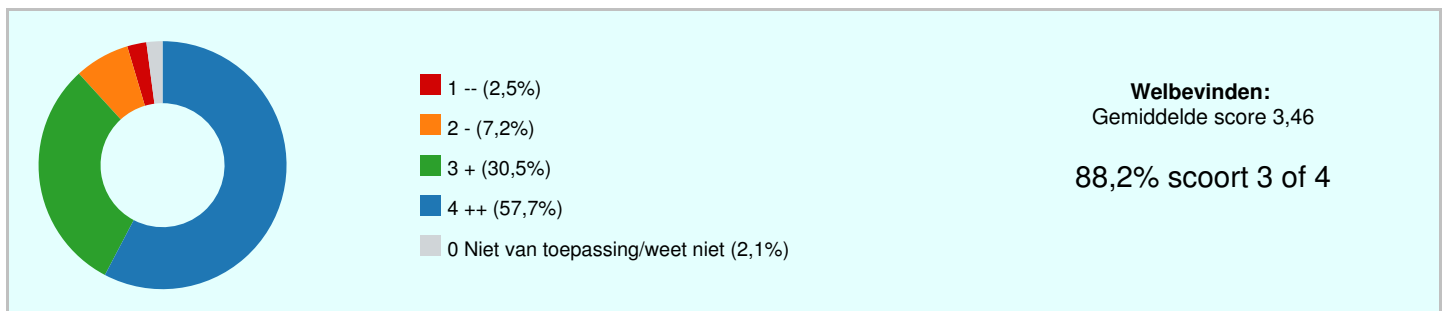 1 -- (2,5%)
2 - (7,2%)
3 + (30,5%)
4 ++ (57,7%)
0 Niet van toepassing/weet niet (2,1%)
Welbevinden:
Gemiddelde score 3,46
88,2% scoort 3 of 4